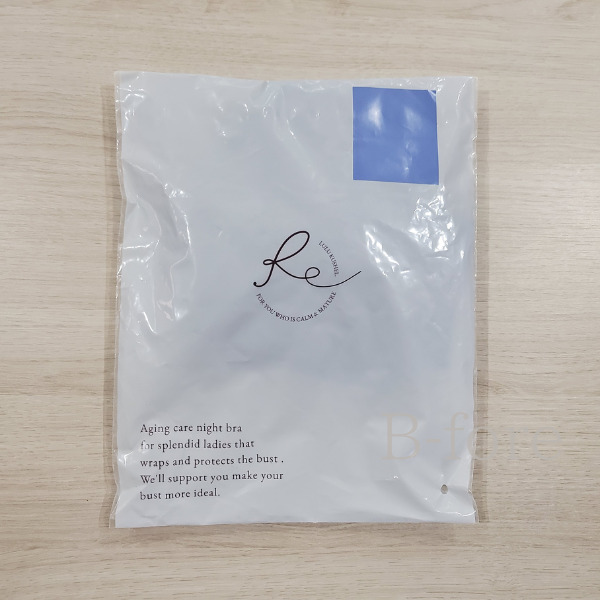 Re
LULU KUSHEL
FOR YOU WHO IS CALM & MATURE
Aging care night bra
for splendid ladies that
wraps and protects the bust .
We'll support you make your
bust more ideal.